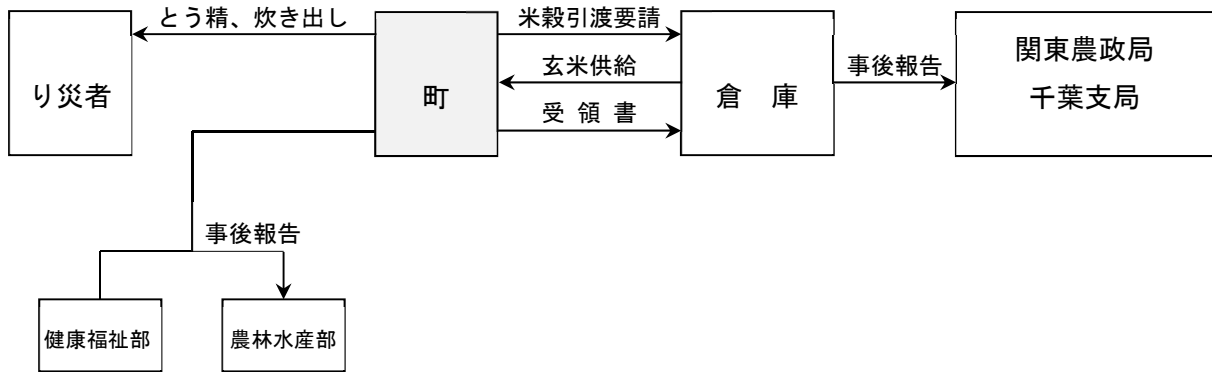 とう精、炊き出し
米穀引渡要請
り災者
町
玄米供給
受 領 書
倉　庫
事後報告
関東農政局
千葉支局
事後報告
健康福祉部
農林水産部